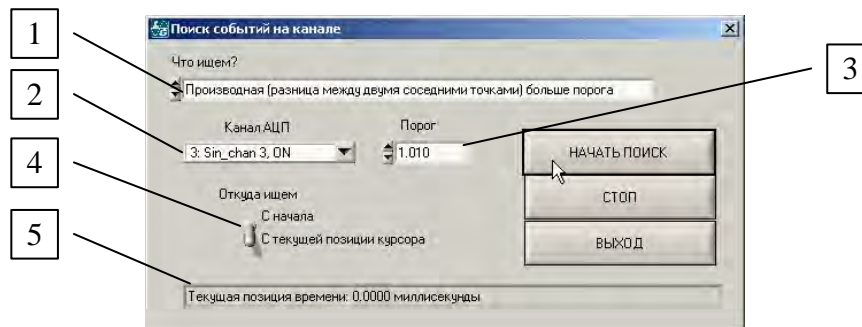 1
Поиск событий на канале
Что ищем?
3
Производная (разница между двумя соседними точками) больше порога
2
Канал АЦП
Порог
3: Sin_chan 3, ON
1.010
НАЧАТЬ ПОИСК
4
Откуда ищем
С начала
С текущей позиции курсора
СТОП
5
ВЫХОД
Текущая позиция времени: 0.0000 миллисекунды